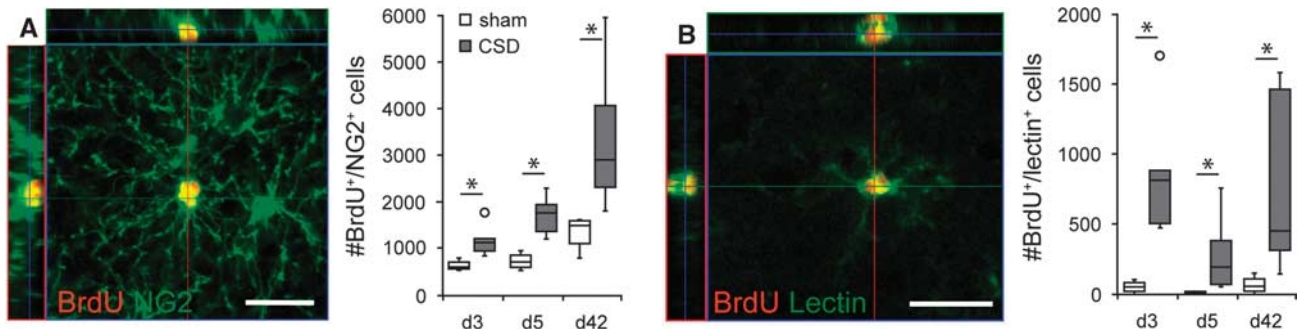 A
BrdU NG2
#BrdU+/NG2+ cells
6000
5000
4000
3000
2000
1000
0
sham
CSD
*
*
*
d3 d5 d42
B
BrdU Lectin
#BrdU+/lectin+ cells
2000
1500
1000
500
0
*
*
*
d3 d5 d42